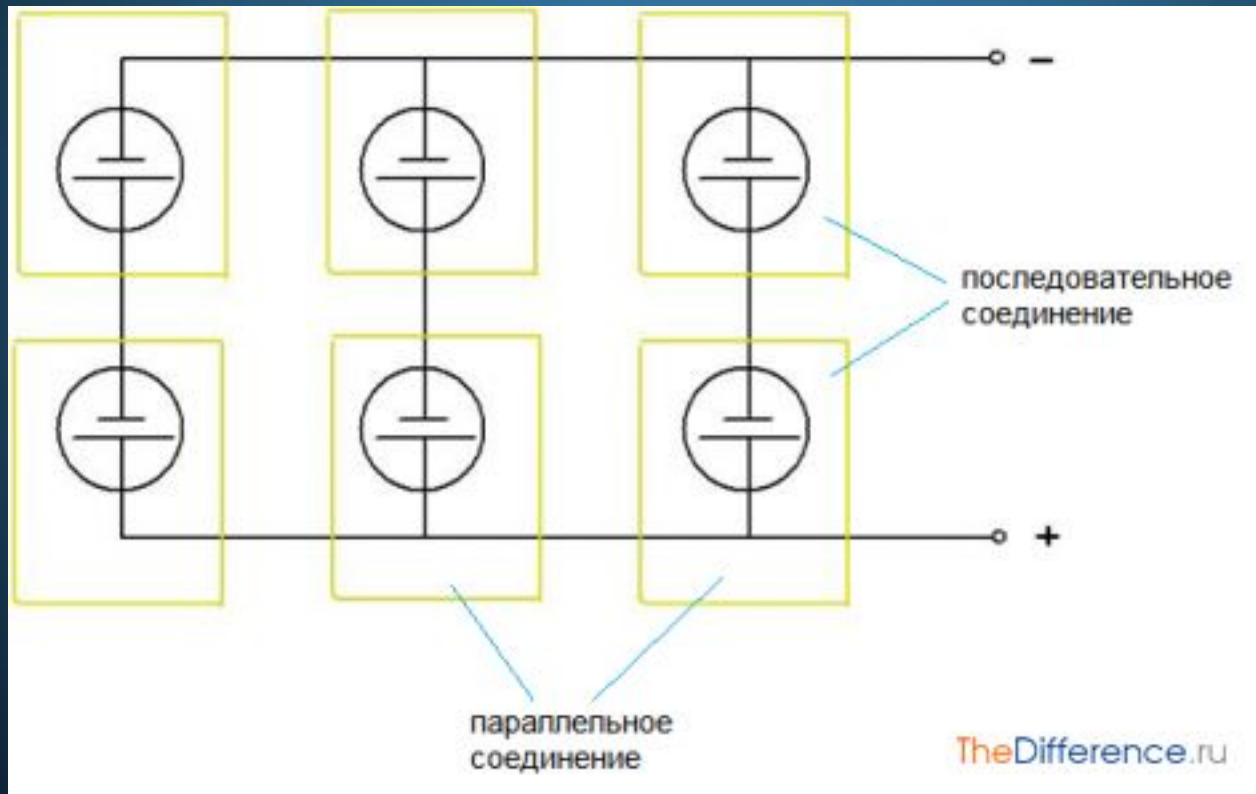 −
последовательное
соединение
+
параллельное
соединение
TheDifference.ru